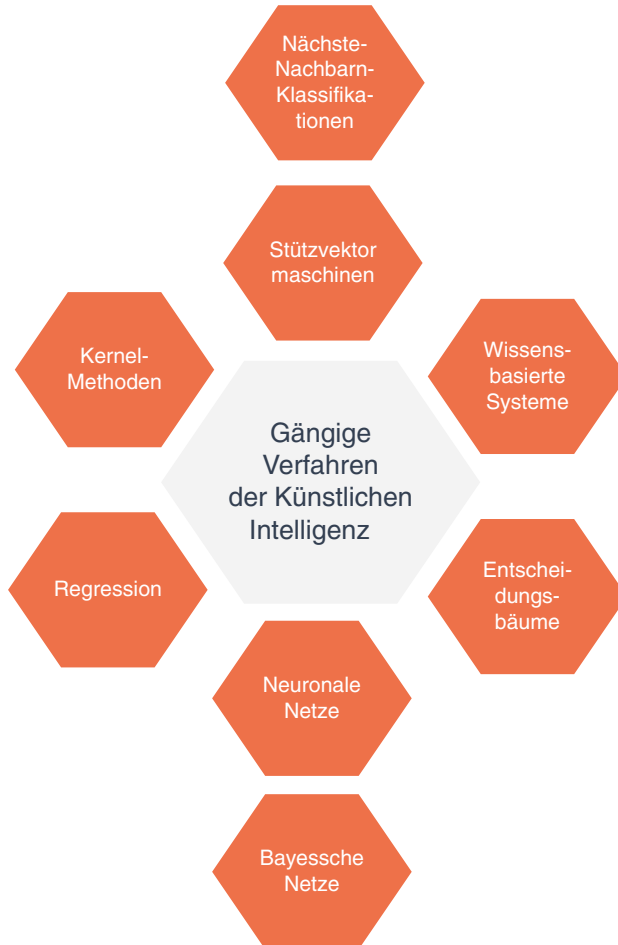 Nächste-
Nachbarn-
Klassifika-
tionen
Stützvektor
maschinen
Kernel-
Methoden
Wissens-
basierte
Systeme
Gängige
Verfahren
der Künstlichen
Intelligenz
Regression
Entschei-
dungs-
bäume
Neuronale
Netze
Bayessche
Netze